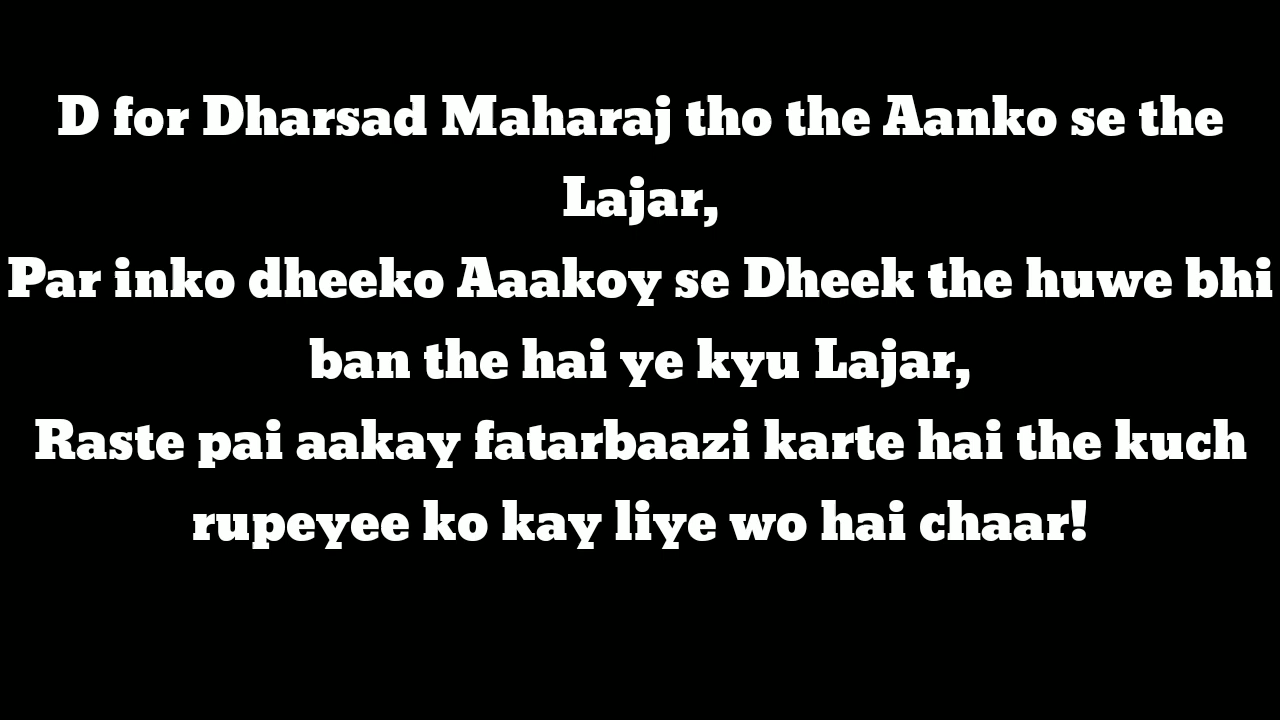 D for Dharsad Maharaj tho the Aanko se the
Lajar,
Par inko dheeko Aaakoy se Dheek the huwe bhi
ban the hai ye kyu Lajar,
Raste pai aakay fatarbaazi karte hai the kuch
rupeyee ko kay liye wo hai chaar!